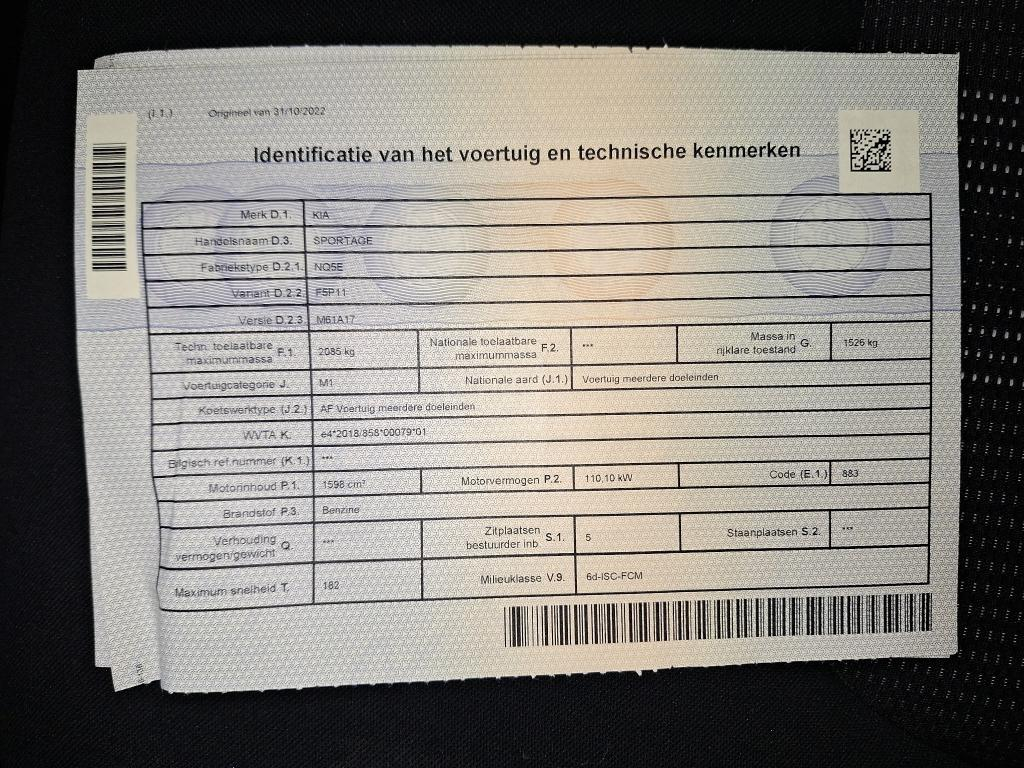 (I.1.) Origineel van 31/10/2022
Identificatie van het voertuig en technische kenmerken
Merk D.1. KIA
Handelsnaam D.3. SPORTAGE
Fabriekstype D.2.1. NQ5E
Variant D.2.2. F5P11
Versie D.2.3. M61A17
Techn. toelaatbare maximummassa F.1. 2085 kg Nationale toelaatbare maximummassa F.2. *** Massa in rijklare toestand G. 1526 kg
Voertuigcategorie J. M1 Nationale aard (J.1.) Voertuig meerdere doeleinden
Koetswerktype (J.2.) AF Voertuig meerdere doeleinden
WVTA K. e4*2018/858*00079*01
Bilgisch ref.nummer (K.1.) ***
Motorinhoud P.1. 1598 cm³ Motorvermogen P.2. 110,10 kW Code (E.1.) 883
Brandstof P.3. Benzine
Verhouding vermogen/gewicht Q. *** Zitplaatsen bestuurder inb. S.1. 5 Staanplaatsen S.2. ***
Maximum snelheid T. 182 Milieuklasse V.9. 6d-ISC-FCM